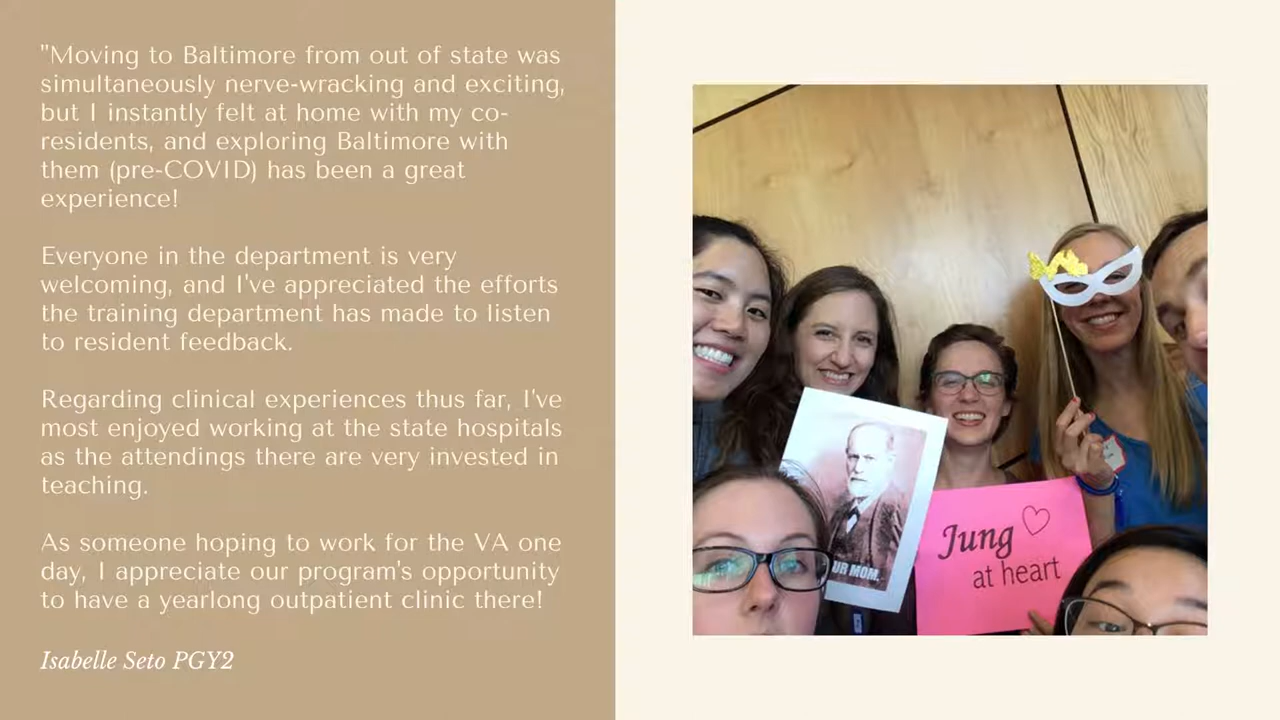 "Moving to Baltimore from out of state was
simultaneously nerve-wracking and exciting,
but I instantly felt at home with my co-
residents, and exploring Baltimore with
them (pre-COVID) has been a great
experience!
Everyone in the department is very
welcoming, and I've appreciated the efforts
the training department has made to listen
to resident feedback.
Regarding clinical experiences thus far, I've
most enjoyed working at the state hospitals
as the attendings there are very invested in
teaching.
As someone hoping to work for the VA one
day, I appreciate our program's opportunity
to have a yearlong outpatient clinic there!
Isabelle Seto PGY2
UR MOM.
Jung
at heart